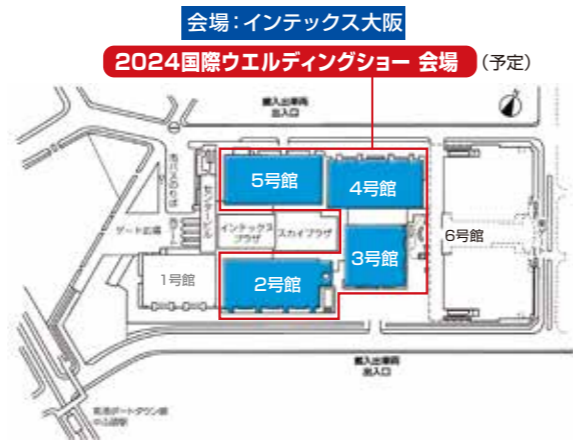 会場：インテックス大阪
2024国際ウエルディングショー 会場 (予定)
搬入出車両
出入口
5号館
4号館
センタービル
ゲート広場
インテックス
プラザ
スカイプラザ
6号館
3号館
1号館
2号館
搬入出車両
出入口